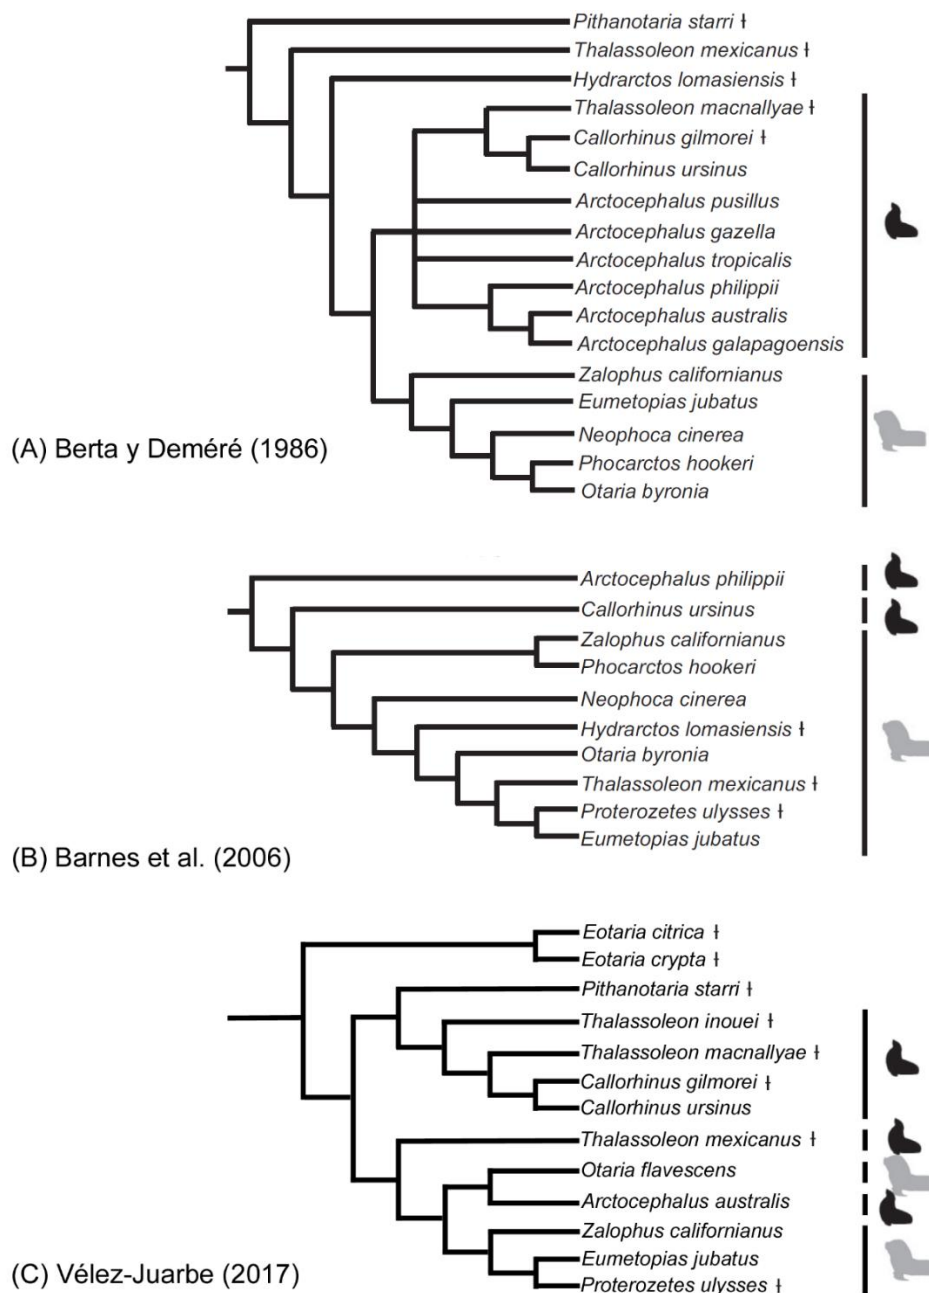 Pithanotaria starri ƚ
Thalassoleon mexicanus ƚ
Hydrarctos lomasiensis ƚ
Thalassoleon macnallyae ƚ
Callorhinus gilmorei ƚ
Callorhinus ursinus
Arctocephalus pusillus
Arctocephalus gazella
Arctocephalus tropicalis
Arctocephalus philippii
Arctocephalus australis
Arctocephalus galapagoensis
Zalophus californianus
Eumetopias jubatus
Neophoca cinerea
Phocarctos hookeri
Otaria byronia
(A) Berta y Deméré (1986)
Arctocephalus philippii
Callorhinus ursinus
Zalophus californianus
Phocarctos hookeri
Neophoca cinerea
Hydrarctos lomasiensis ƚ
Otaria byronia
Thalassoleon mexicanus ƚ
Proterozetes ulysses ƚ
Eumetopias jubatus
(B) Barnes et al. (2006)
Eotaria citrica ƚ
Eotaria crypta ƚ
Pithanotaria starri ƚ
Thalassoleon inouei ƚ
Thalassoleon macnallyae ƚ
Callorhinus gilmorei ƚ
Callorhinus ursinus
Thalassoleon mexicanus ƚ
Otaria flavescens
Arctocephalus australis
Zalophus californianus
Eumetopias jubatus
Proterozetes ulysses ƚ
(C) Vélez-Juarbe (2017)